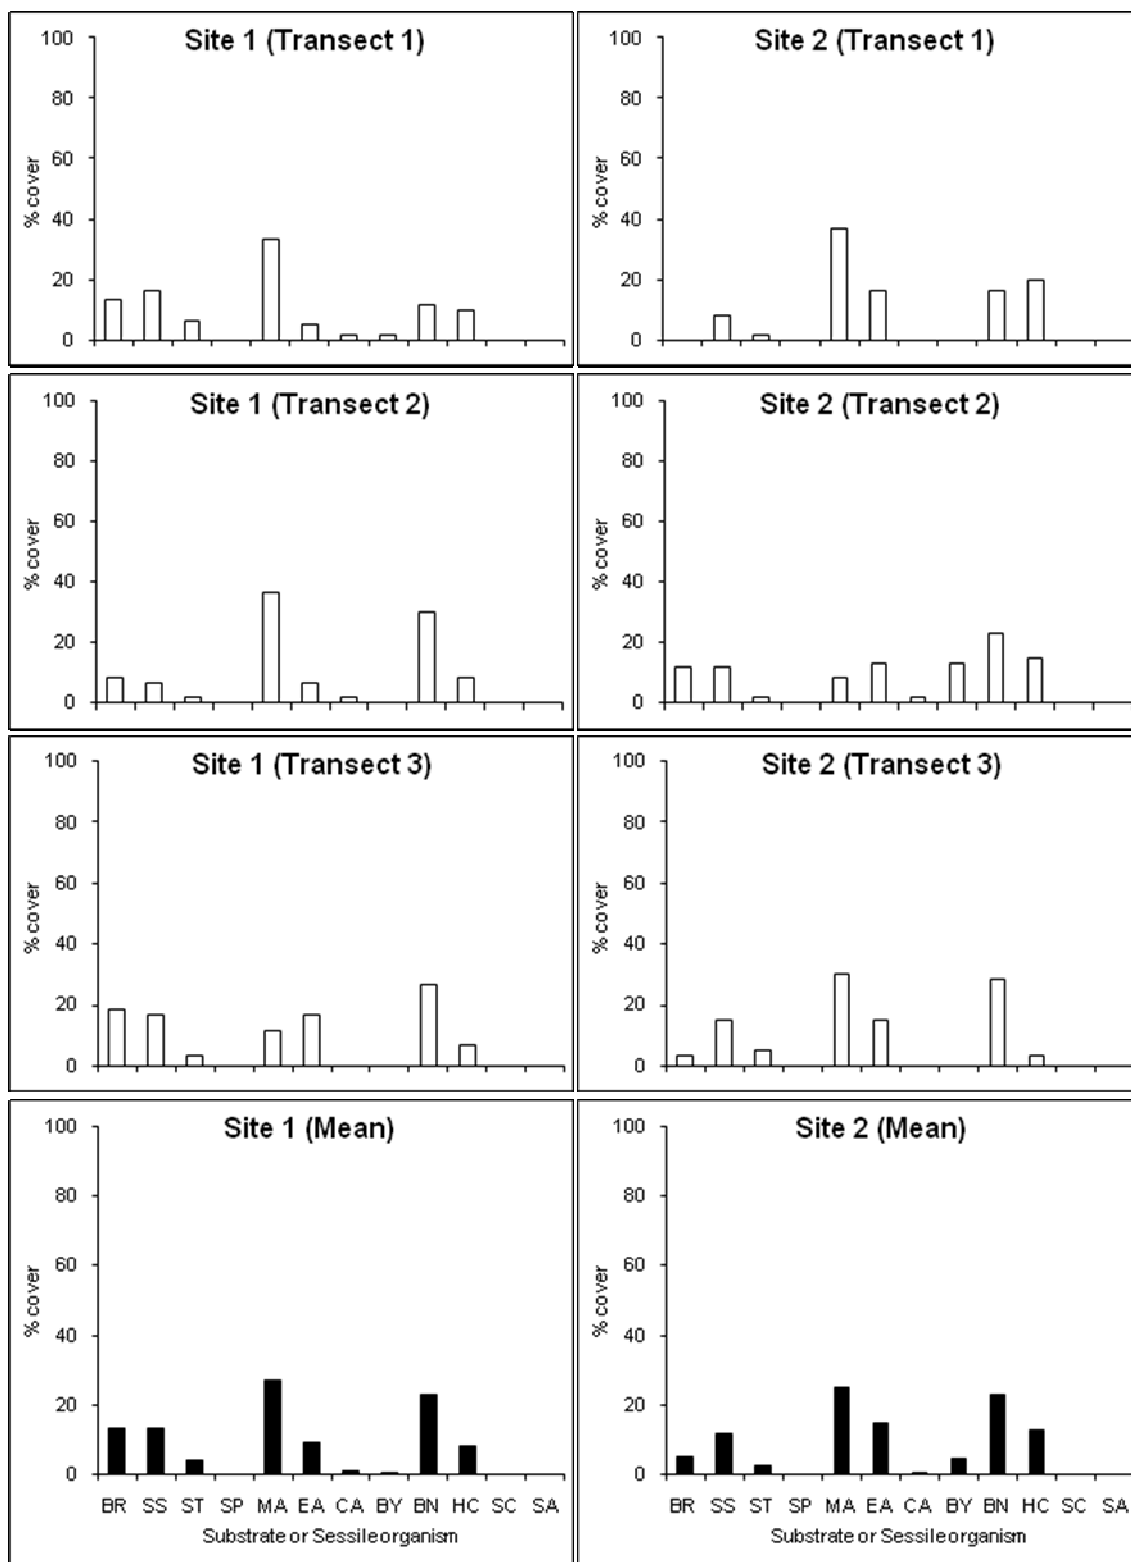 Site 1 (Transect 1)
100
80
60
40
20
0
% cover
Site 2 (Transect 1)
100
80
60
40
20
0
% cover
Site 1 (Transect 2)
100
80
60
40
20
0
% cover
Site 2 (Transect 2)
100
80
60
40
20
0
% cover
Site 1 (Transect 3)
100
80
60
40
20
0
% cover
Site 2 (Transect 3)
100
80
60
40
20
0
% cover
Site 1 (Mean)
100
80
60
40
20
0
% cover
BR SS ST SP MA EA CA BY BN HC SC SA
Substrate or Sessile organism
Site 2 (Mean)
100
80
60
40
20
0
% cover
BR SS ST SP MA EA CA BY BN HC SC SA
Substrate or Sessile organism